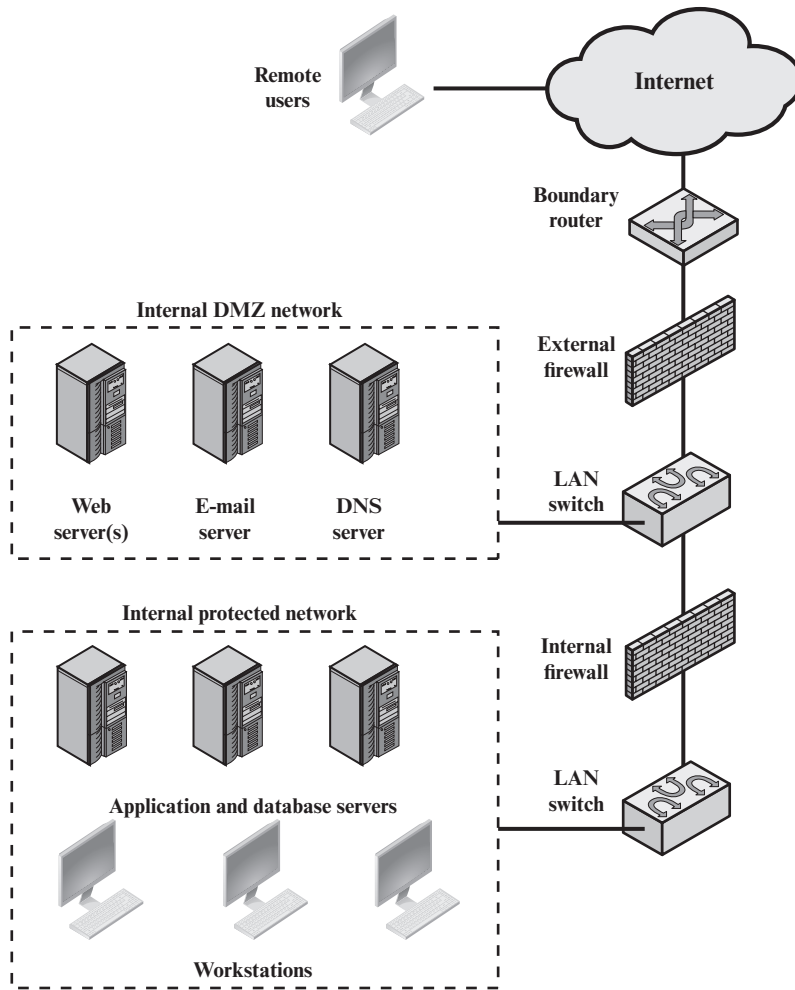 Remote
users
Internet
Boundary
router
Internal DMZ network
External
firewall
Web
server(s)
E-mail
server
DNS
server
LAN
switch
Internal protected network
Internal
firewall
Application and database servers
LAN
switch
Workstations